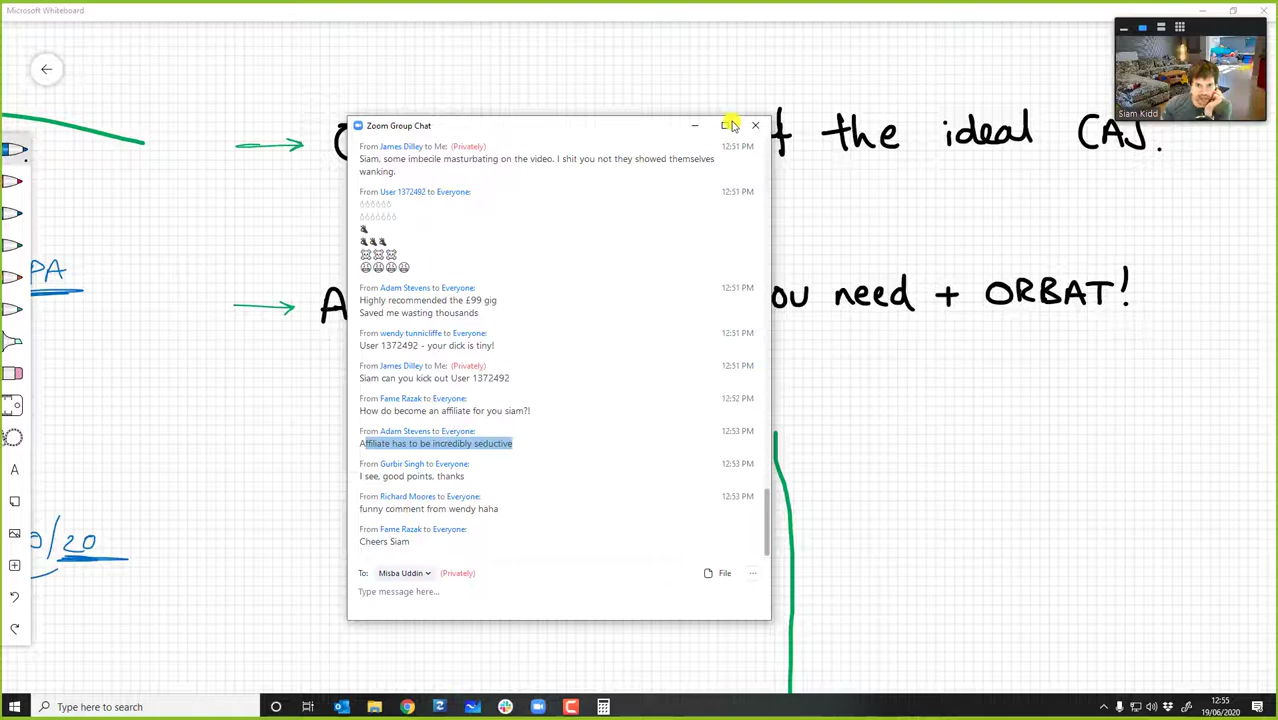 Microsoft Whiteboard
Siam Kidd
the ideal CAS.
PA
A
ou need + ORBAT!
0/20
Zoom Group Chat
From James Dilley to Me: (Privately) 12:51 PM
Siam, some imbecile masturbating on the video. I shit you not they showed themselves
wanking.
From User 1372492 to Everyone: 12:51 PM
From Adam Stevens to Everyone: 12:51 PM
Highly recommended the £99 gig
Saved me wasting thousands
From wendy tunnicliffe to Everyone: 12:51 PM
User 1372492 - your dick is tiny!
From James Dilley to Me: (Privately) 12:51 PM
Siam can you kick out User 1372492
From Fame Razak to Everyone: 12:52 PM
How do become an affiliate for you siam?!
From Adam Stevens to Everyone: 12:53 PM
Affiliate has to be incredibly seductive
From Gurbir Singh to Everyone: 12:53 PM
I see, good points, thanks
From Richard Moores to Everyone: 12:53 PM
funny comment from wendy haha
From Fame Razak to Everyone:
Cheers Siam
To: Misba Uddin (Privately) File ...
Type message here...
A
Type here to search
12:55
19/06/2020